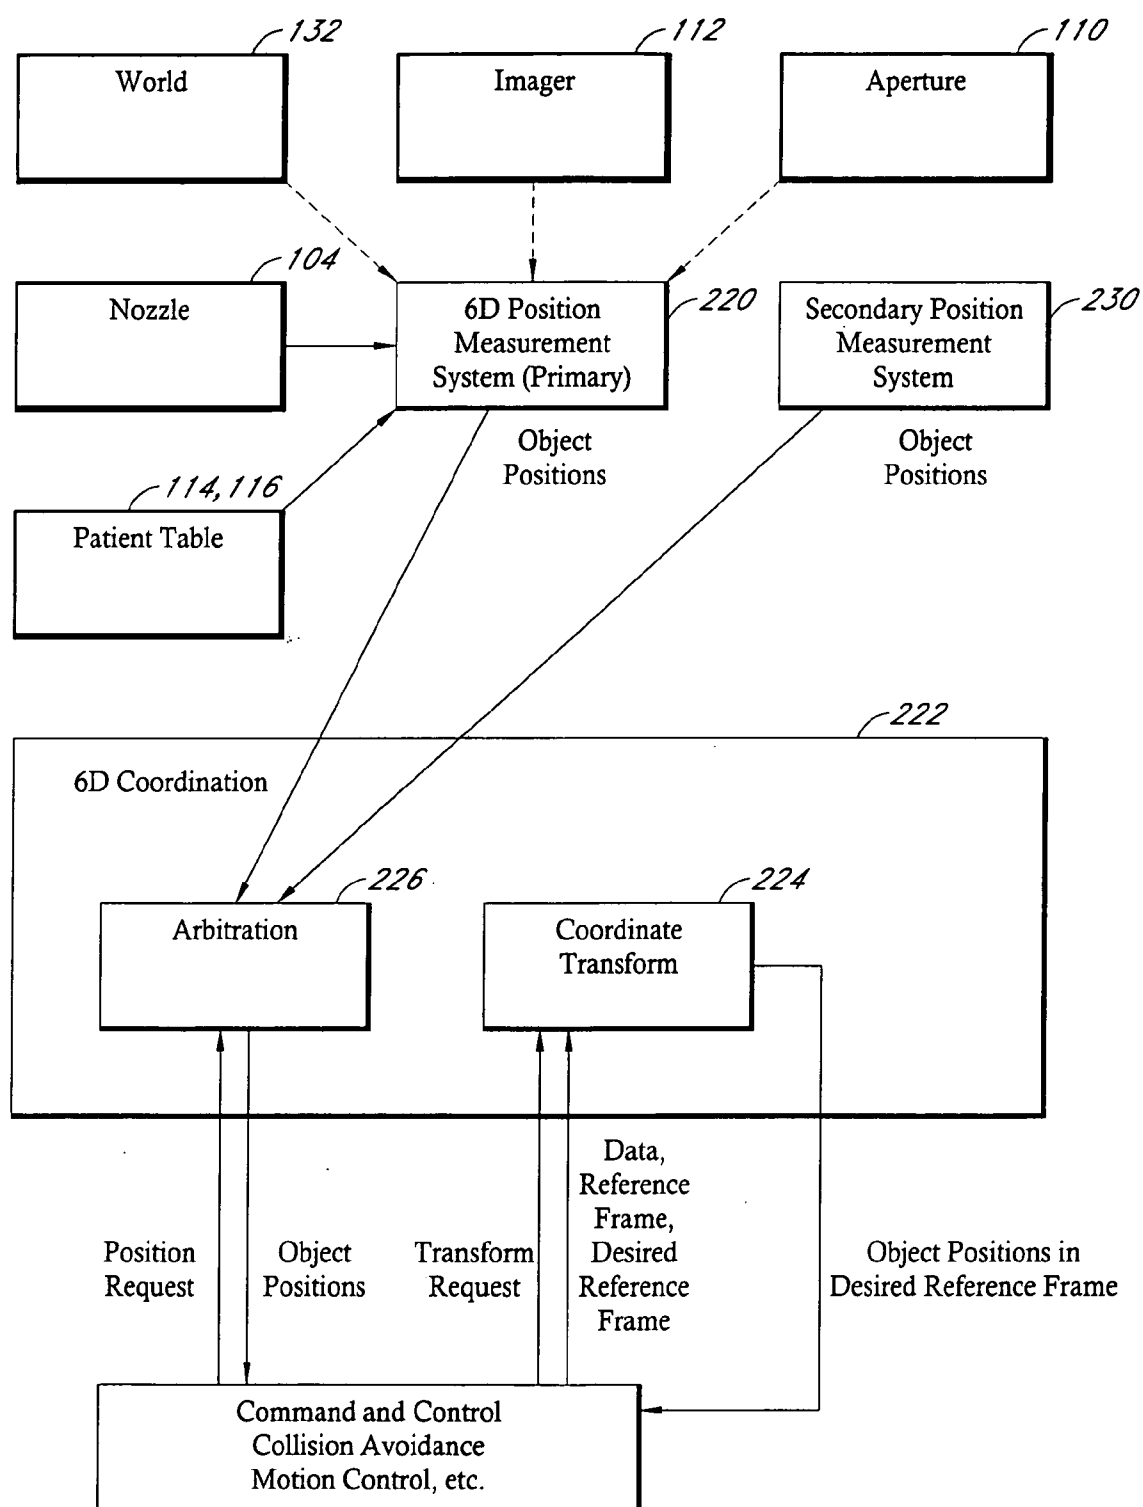 132
112
110
World
Imager
Aperture
104
220
230
Nozzle
6D Position
Measurement
System (Primary)
Secondary Position
Measurement
System
Object
Positions
Object
Positions
114, 116
Patient Table
222
6D Coordination
226
224
Arbitration
Coordinate
Transform
Position
Request
Object
Positions
Transform
Request
Data,
Reference
Frame,
Desired
Reference
Frame
Object Positions in
Desired Reference Frame
Command and Control
Collision Avoidance
Motion Control, etc.